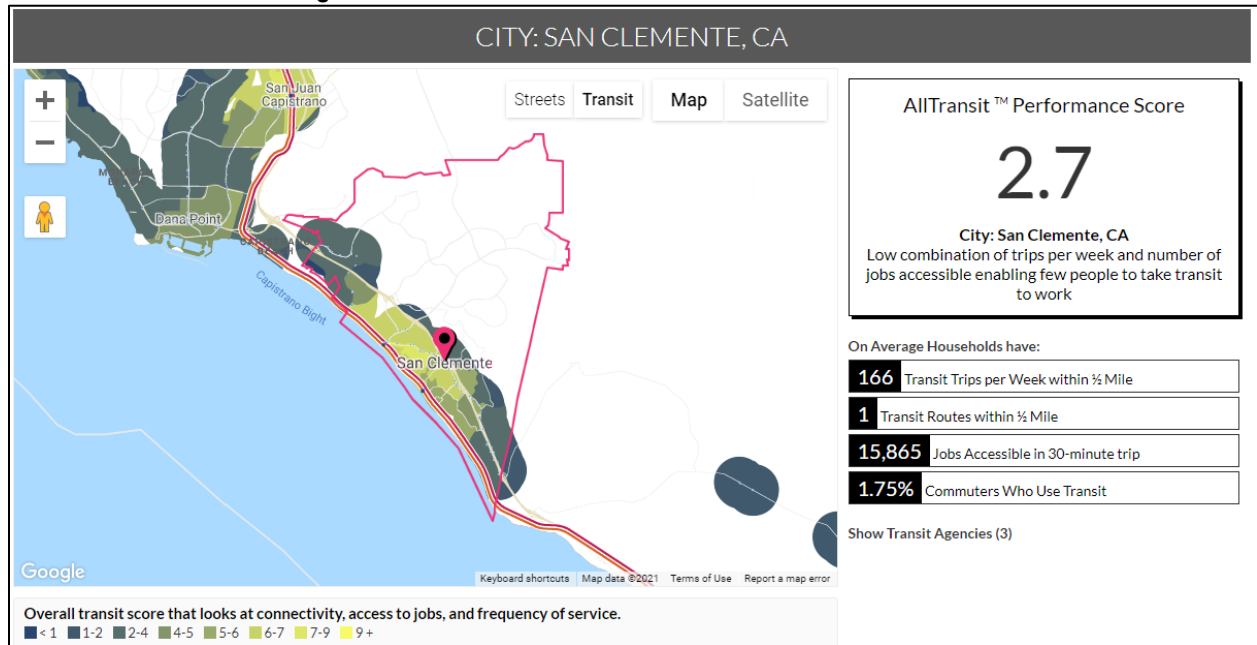 CITY: SAN CLEMENTE, CA
San Juan
Capistrano
Streets Transit Map Satellite
+
−
Dana Point
Capistrano Bight
San Clemente
Google
Keyboard shortcuts Map data ©2021 Terms of Use Report a map error
Overall transit score that looks at connectivity, access to jobs, and frequency of service.
< 1 1-2 2-4 4-5 5-6 6-7 7-9 9 +
AllTransit ™ Performance Score
2.7
City: San Clemente, CA
Low combination of trips per week and number of
jobs accessible enabling few people to take transit
to work
On Average Households have:
166 Transit Trips per Week within ½ Mile
1 Transit Routes within ½ Mile
15,865 Jobs Accessible in 30-minute trip
1.75% Commuters Who Use Transit
Show Transit Agencies (3)